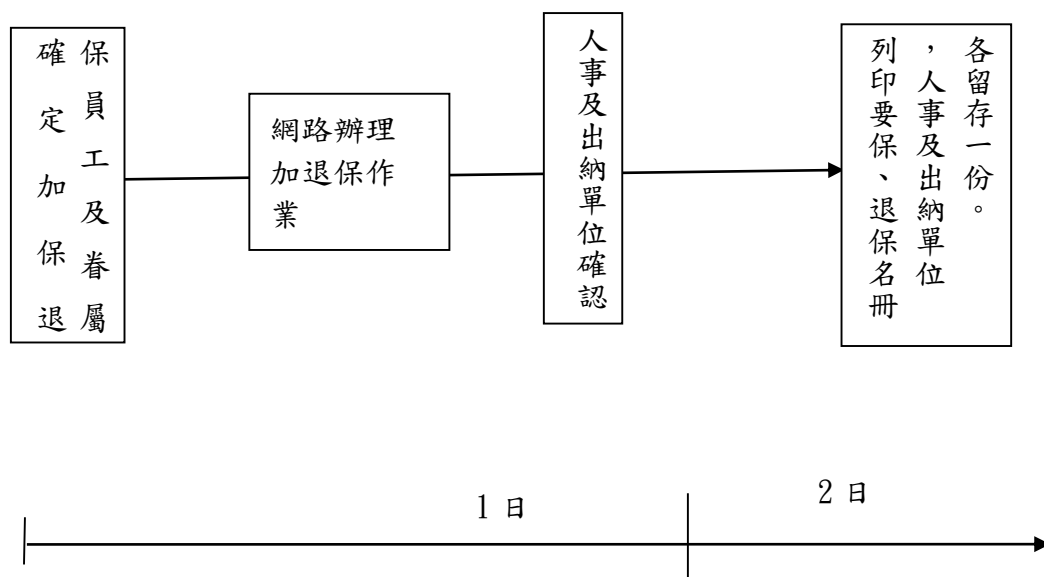 確定加保退
保員工及眷屬
網路辦理
加退保作
業
人事及出納單位確認
列印要保、退保名冊
，人事及出納單位
各留存一份。
1 日
2 日